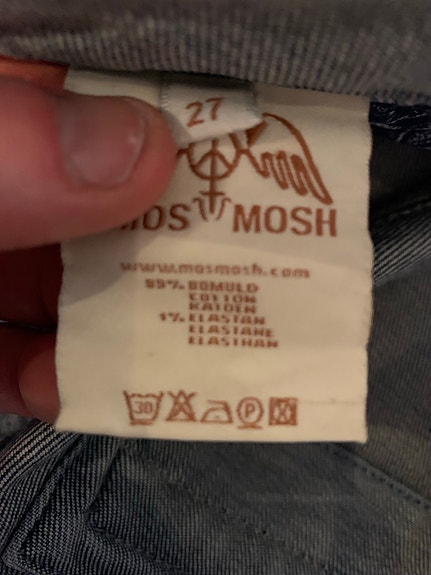 27
MOS MOSH
www.mosmosh.com
99% BOMULD
COTTON
KATOEN
1% ELASTAN
ELASTANE
ELASTHAN
30 P